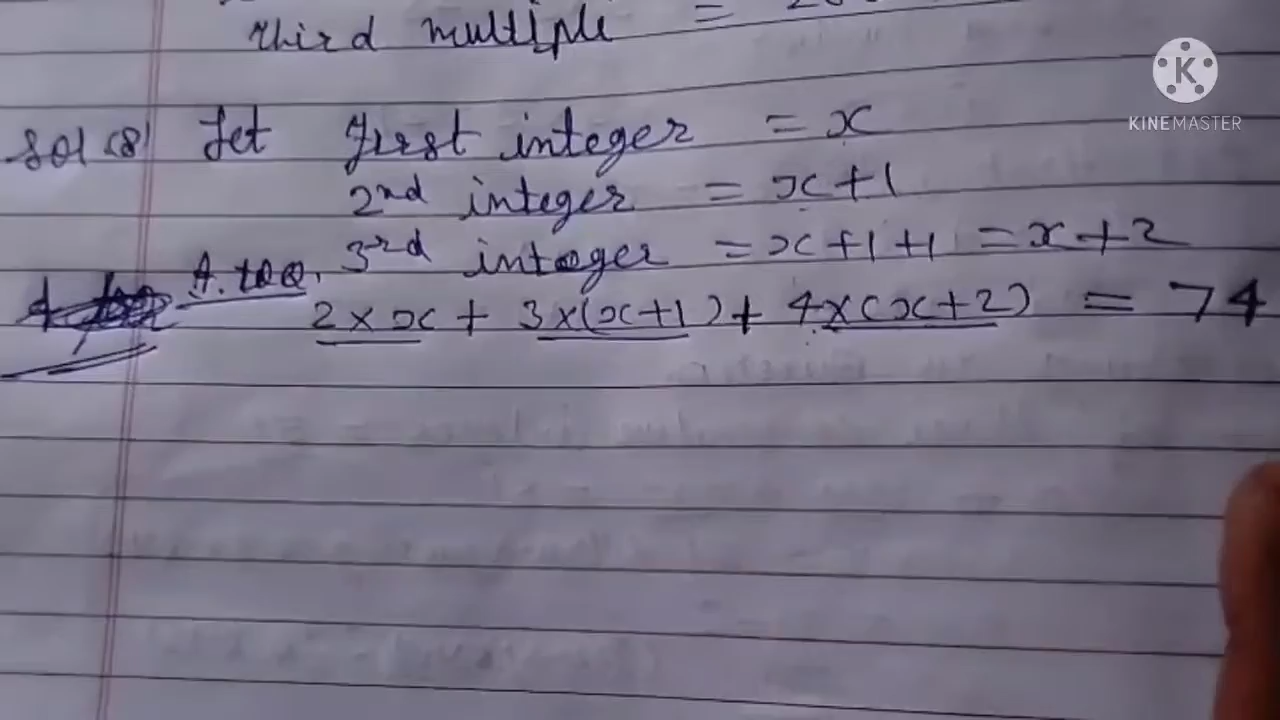 third multiple =
K
KINEMASTER
Sol (8) Let first integer = x
2nd integer = x+1
3rd integer = x+1+1 = x+2
A. to Q.
2 × x + 3×(x+1) + 4×(x+2) = 74